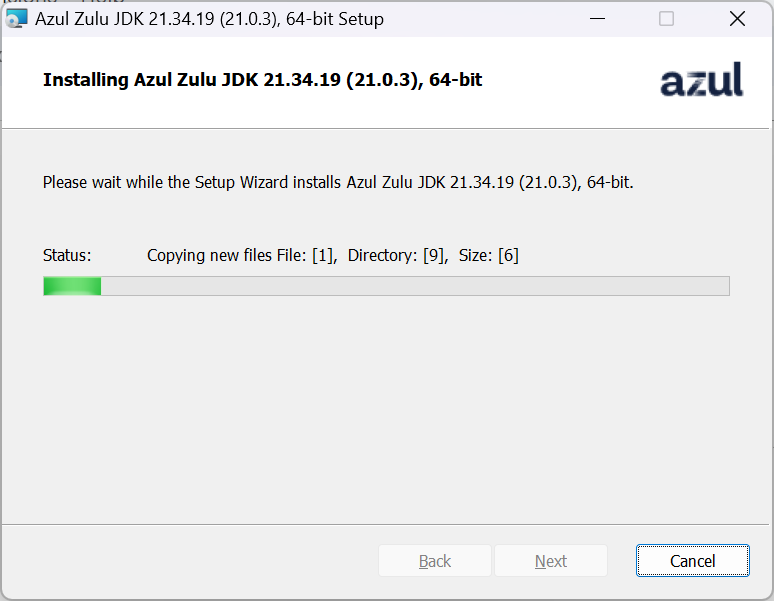 Azul Zulu JDK 21.34.19 (21.0.3), 64-bit Setup
Installing Azul Zulu JDK 21.34.19 (21.0.3), 64-bit
azul
Please wait while the Setup Wizard installs Azul Zulu JDK 21.34.19 (21.0.3), 64-bit.
Status: Copying new files File: [1], Directory: [9], Size: [6]
Back Next Cancel